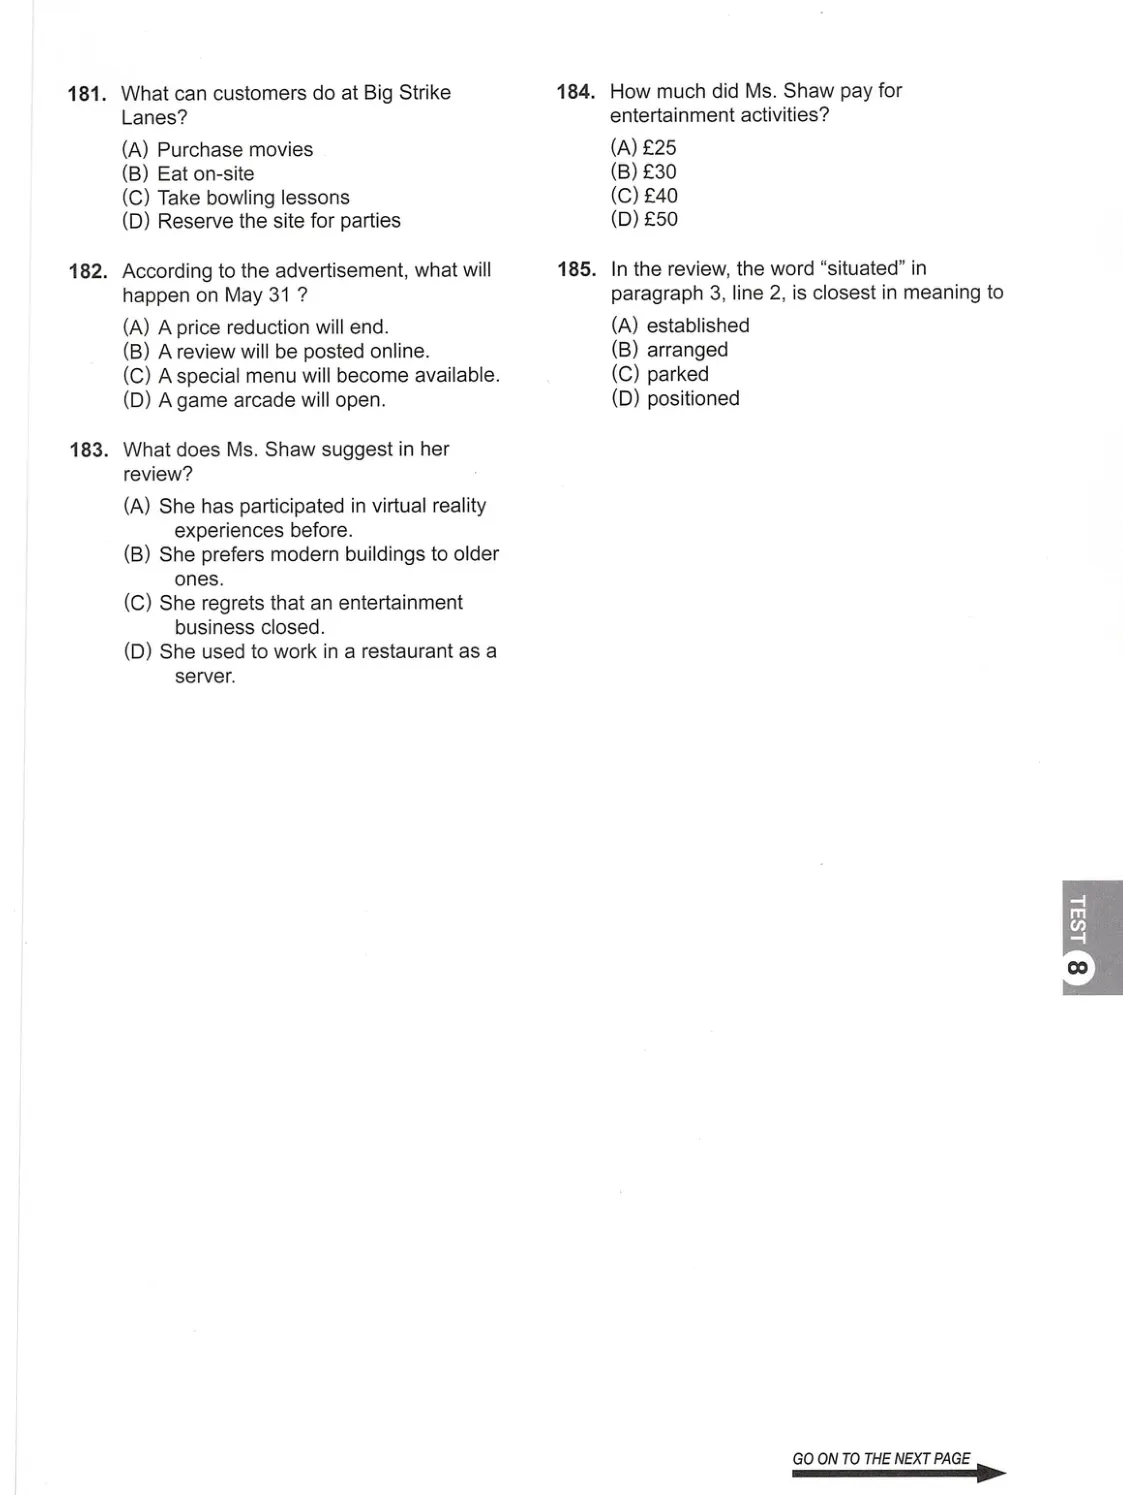 181. What can customers do at Big Strike
Lanes?
(A) Purchase movies
(B) Eat on-site
(C) Take bowling lessons
(D) Reserve the site for parties
182. According to the advertisement, what will
happen on May 31 ?
(A) A price reduction will end.
(B) A review will be posted online.
(C) A special menu will become available.
(D) A game arcade will open.
183. What does Ms. Shaw suggest in her
review?
(A) She has participated in virtual reality
experiences before.
(B) She prefers modern buildings to older
ones.
(C) She regrets that an entertainment
business closed.
(D) She used to work in a restaurant as a
server.
184. How much did Ms. Shaw pay for
entertainment activities?
(A) £25
(B) £30
(C) £40
(D) £50
185. In the review, the word “situated” in
paragraph 3, line 2, is closest in meaning to
(A) established
(B) arranged
(C) parked
(D) positioned
TEST 8
GO ON TO THE NEXT PAGE